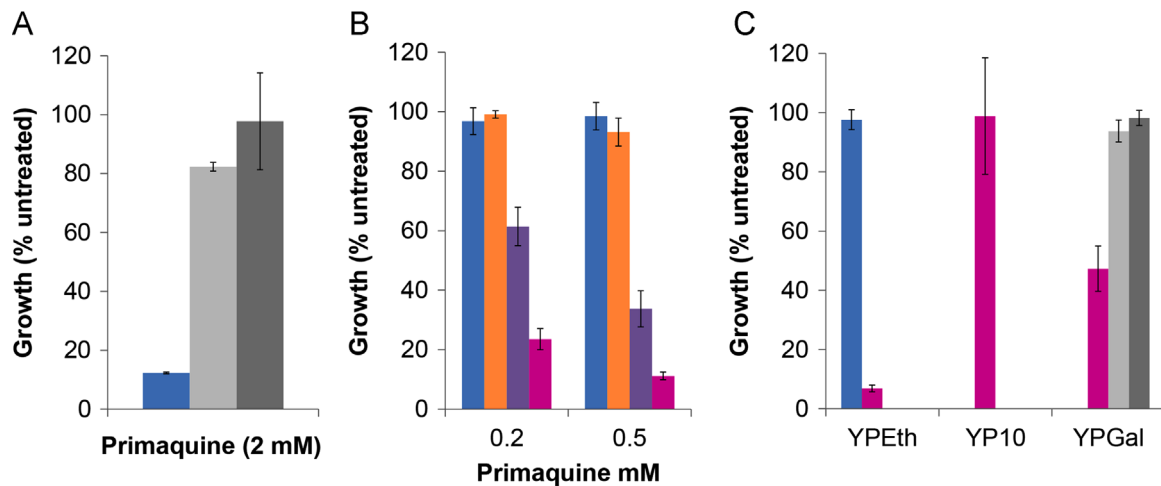 A
Growth (% untreated)
120
100
80
60
40
20
0
Primaquine (2 mM)
B
Growth (% untreated)
120
100
80
60
40
20
0
0.2 0.5
Primaquine mM
C
Growth (% untreated)
120
100
80
60
40
20
0
YPEth YP10 YPGal